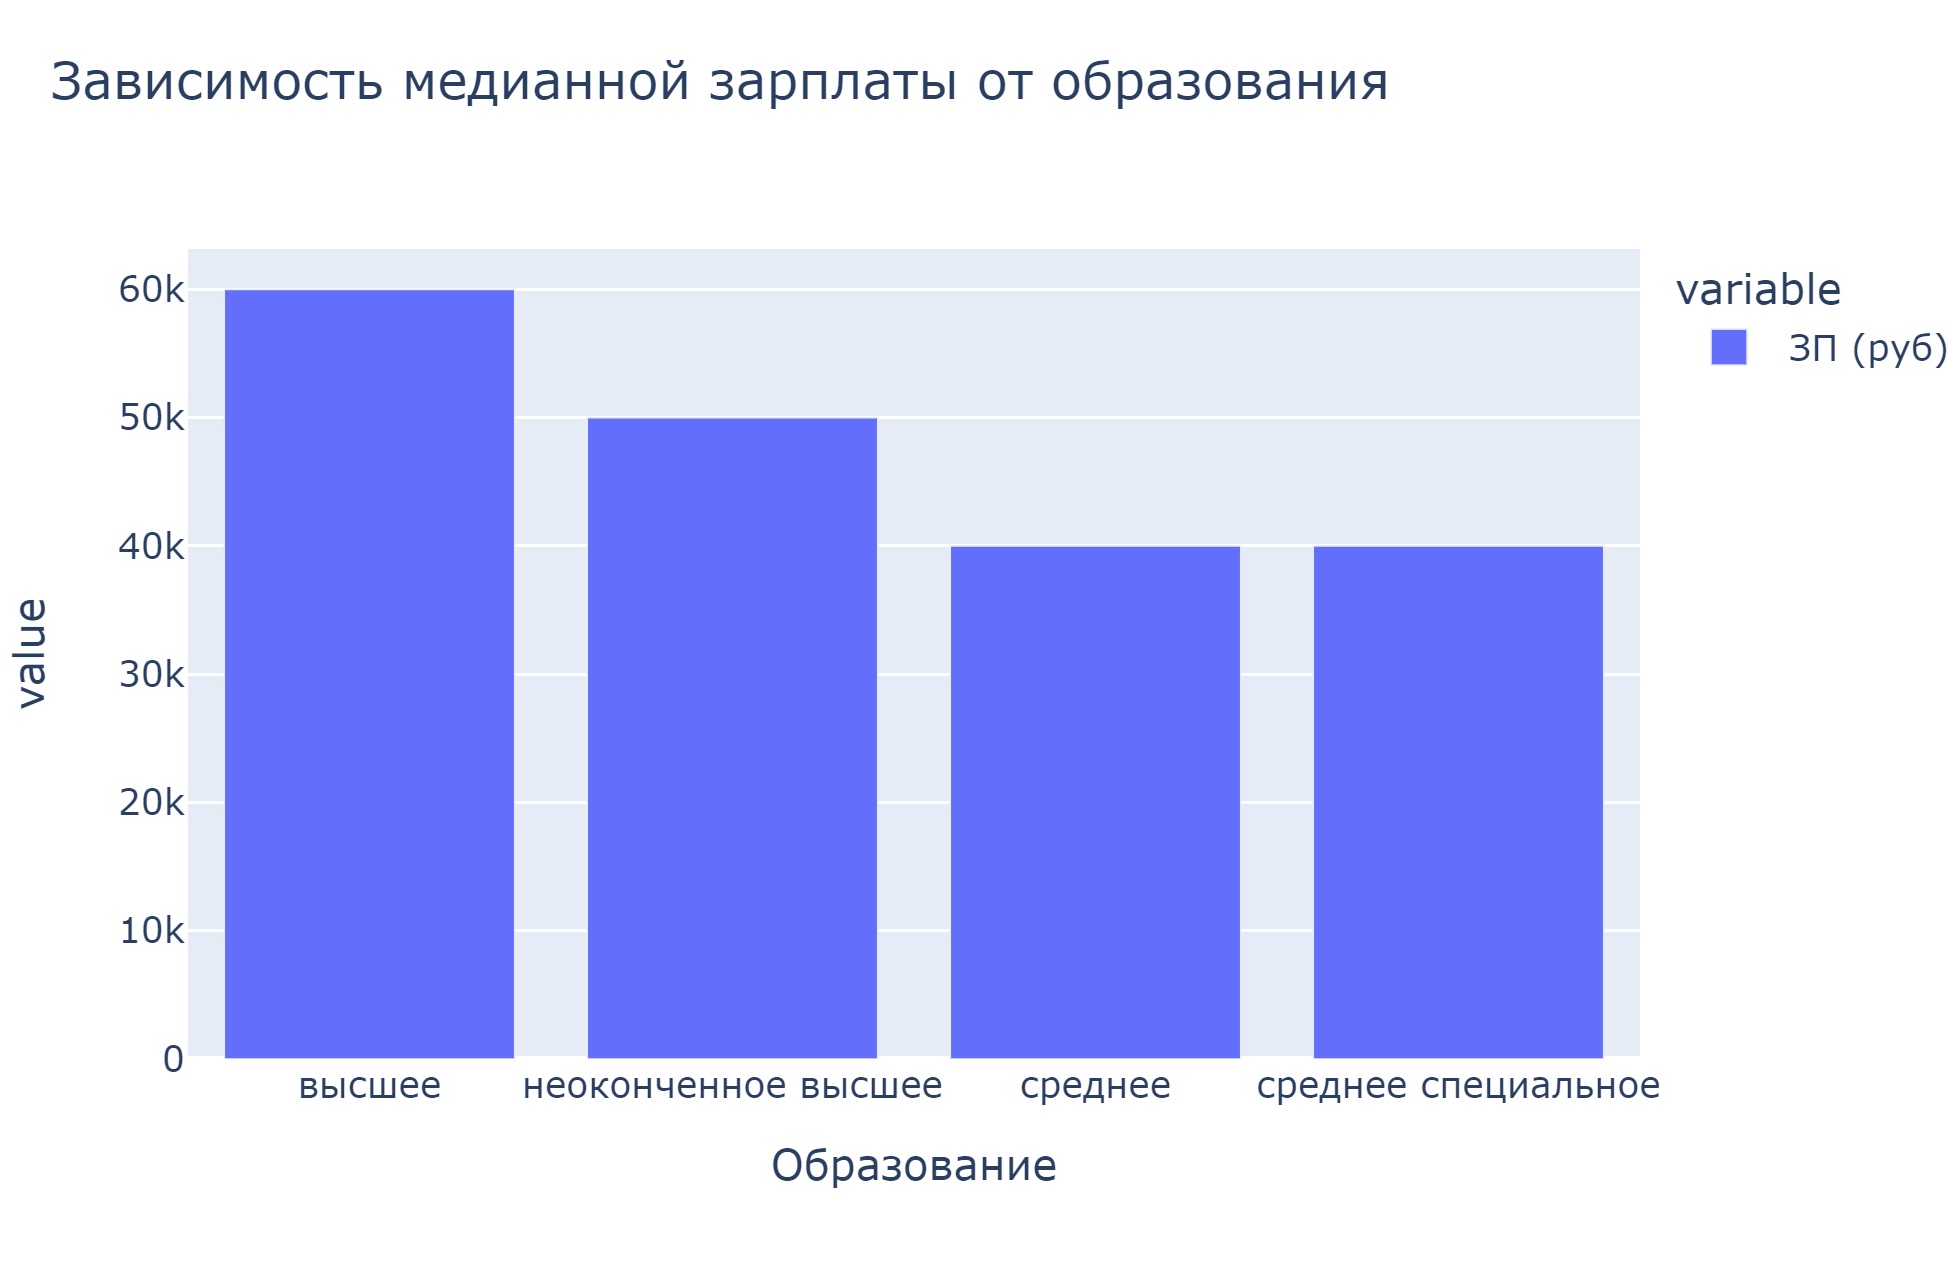 Зависимость медианной зарплаты от образования
variable
ЗП (руб)
value
60k
50k
40k
30k
20k
10k
0
высшее
неоконченное высшее
среднее
среднее специальное
Образование